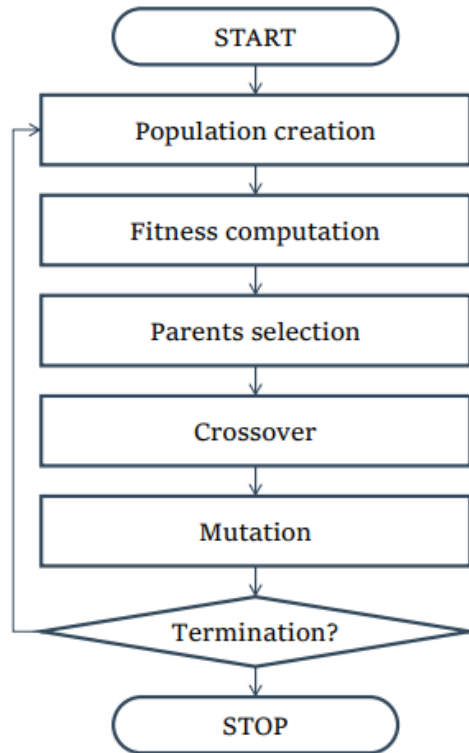 START
Population creation
Fitness computation
Parents selection
Crossover
Mutation
Termination?
STOP